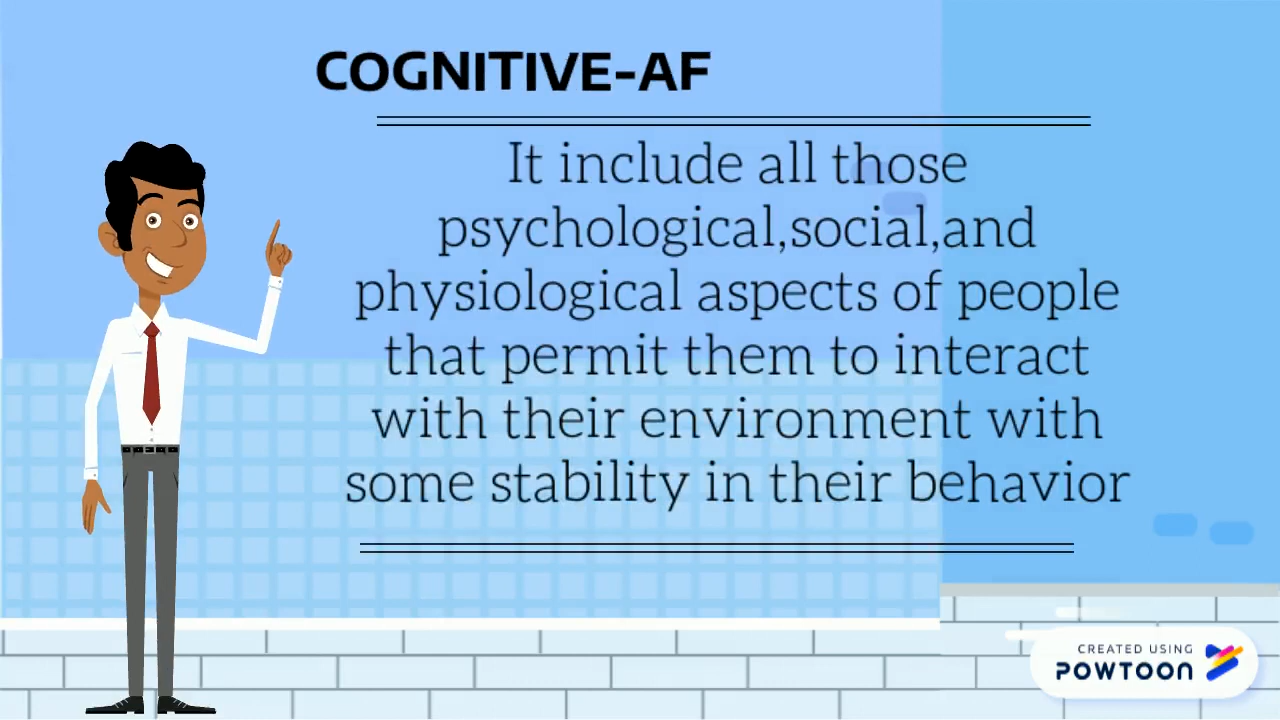 COGNITIVE-AF
It include all those
psychological,social,and
physiological aspects of people
that permit them to interact
with their environment with
some stability in their behavior
CREATED USING
POWTOON